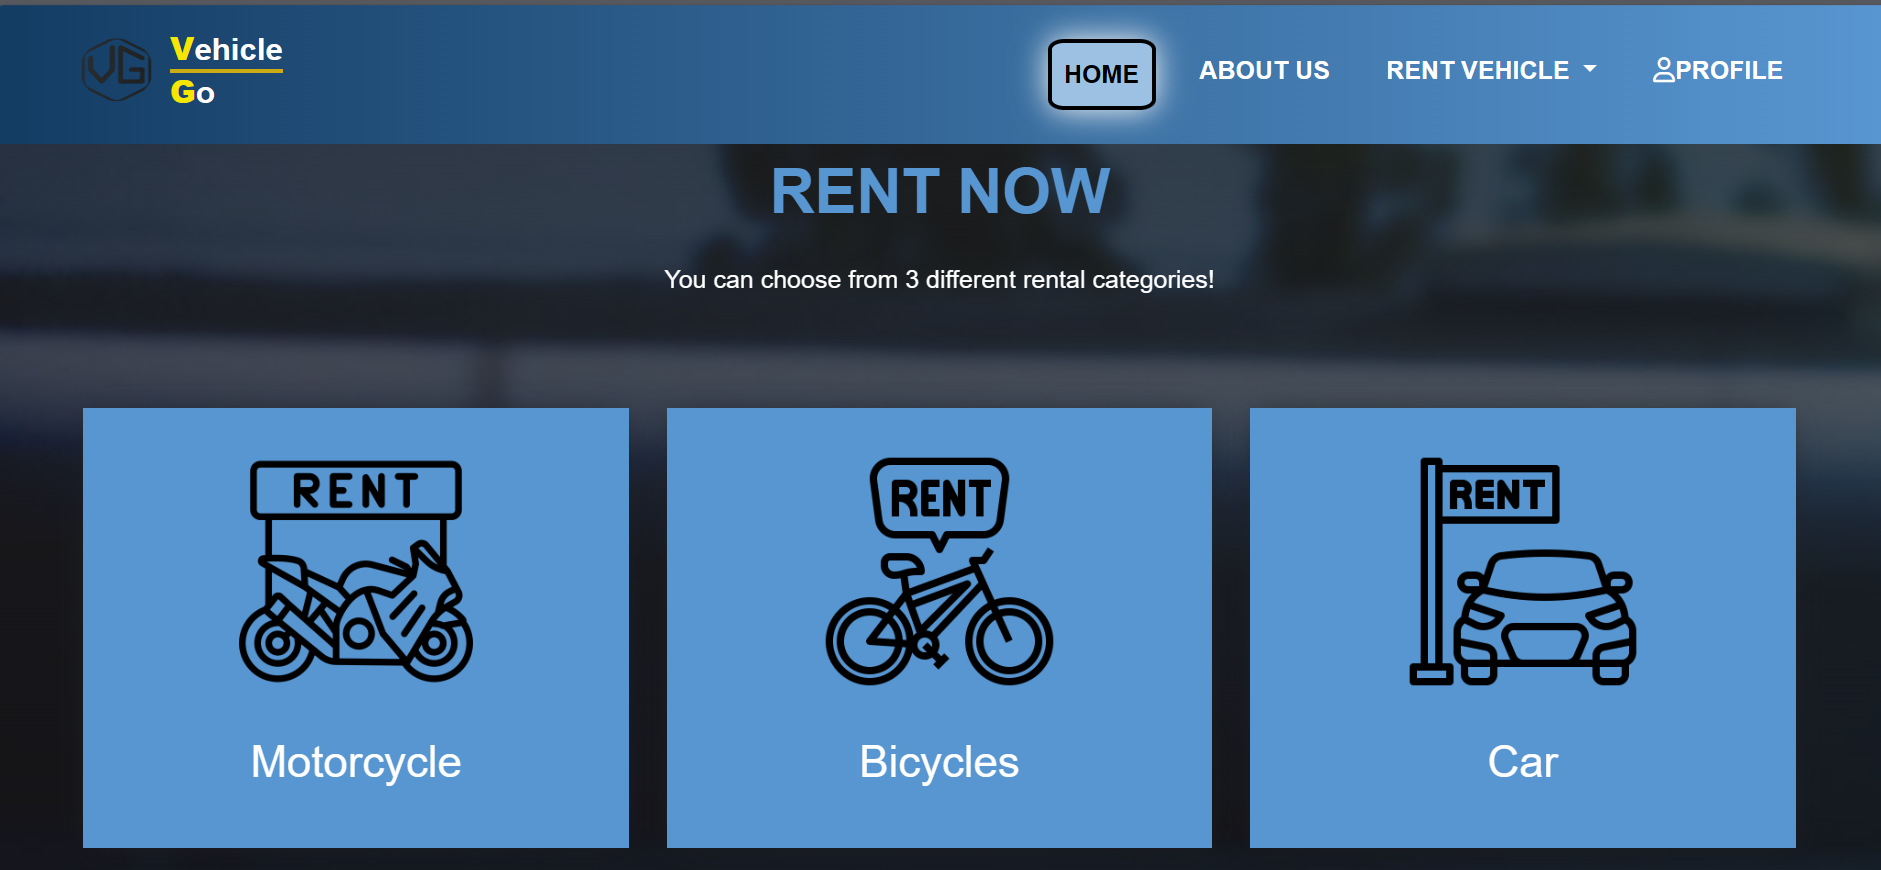 VG
Vehicle
Go
HOME
ABOUT US
RENT VEHICLE
PROFILE
RENT NOW
You can choose from 3 different rental categories!
RENT
RENT
RENT
Motorcycle
Bicycles
Car